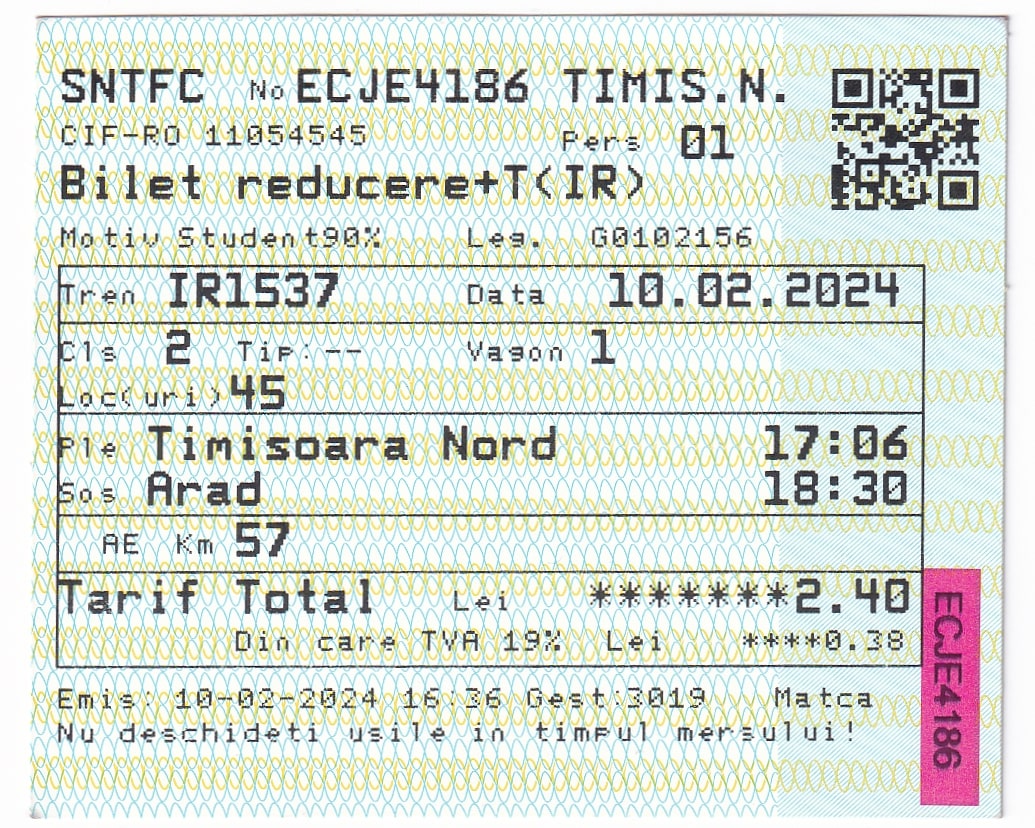 SNTFC No ECJE4186 TIMIS.N.
CIF-RO 11054545 Pers 01
Bilet reducere+T(IR)
Motiv Student90% Leg. G0102156
Tren IR1537 Data 10.02.2024
Cls 2 Tip:-- Vagon 1
Loc(uri) 45
Ple Timisoara Nord 17:06
Sos Arad 18:30
AE Km 57
Tarif Total Lei *******2.40
Din care TVA 19% Lei ****0.38
Emis: 10-02-2024 16:36 Gest:3019 Matca
Nu deschideti usile in timpul mersului!
ECJE4186